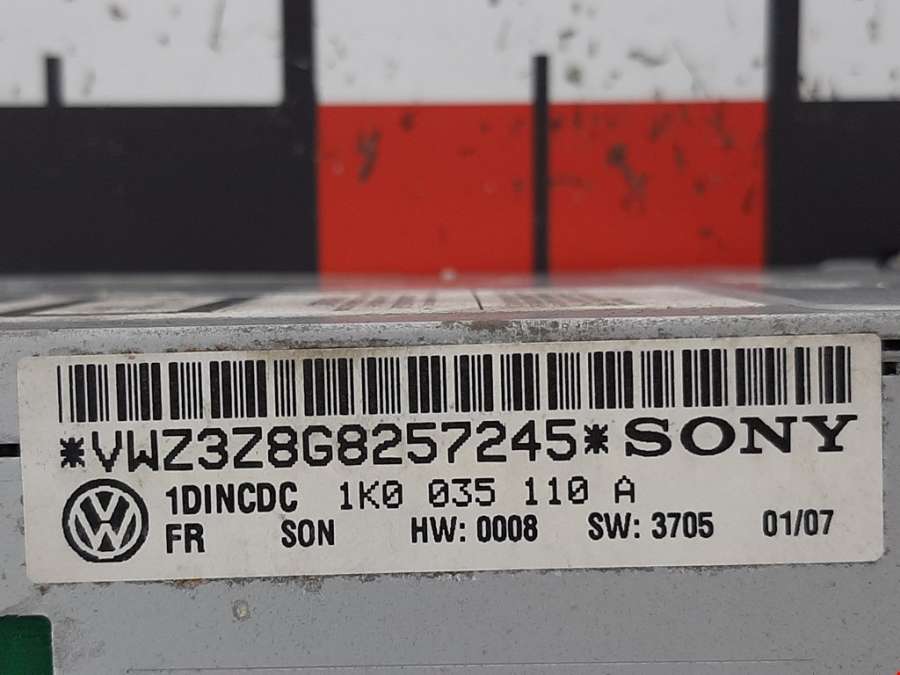 *VWZ3Z8G8257245* SONY
1DINCDC 1K0 035 110 A
FR SON HW: 0008 SW: 3705 01/07